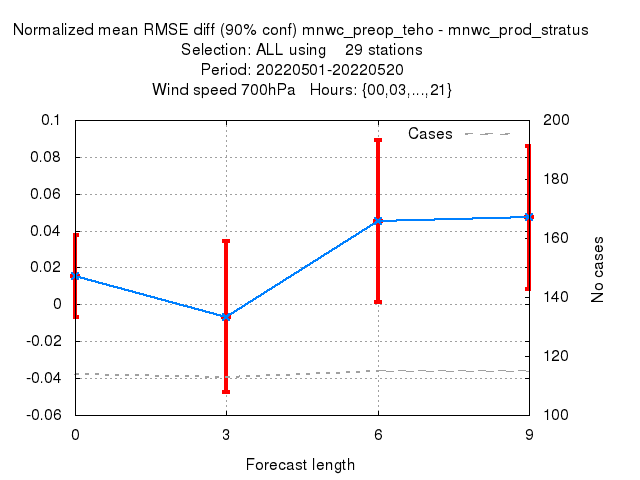 Normalized mean RMSE diff (90% conf) mnwc_preop_teho - mnwc_prod_stratus
Selection: ALL using    29 stations
Period: 20220501-20220520
Wind speed 700hPa   Hours: {00,03,...,21}
Cases
0.1
0.08
0.06
0.04
0.02
0
-0.02
-0.04
-0.06
200
180
160
140
120
100
No cases
0 3 6 9
Forecast length